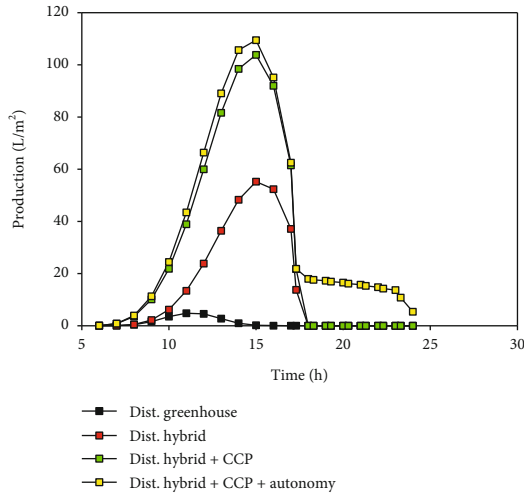 120
100
80
60
40
20
0
Production (L/m²)
5 10 15 20 25 30
Time (h)
Dist. greenhouse
Dist. hybrid
Dist. hybrid + CCP
Dist. hybrid + CCP + autonomy